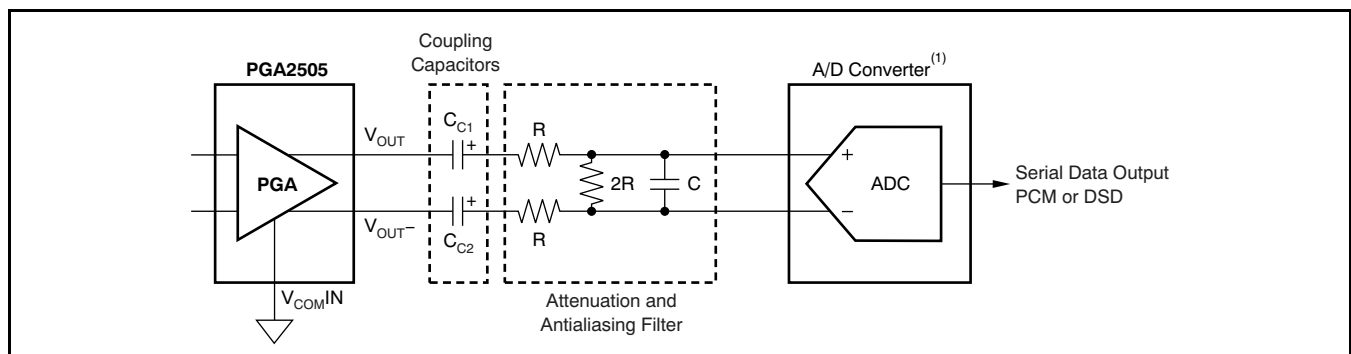 Coupling
Capacitors
PGA2505
A/D Converter(1)
CC1
R
VOUT
+
PGA
2R
C
+
ADC
−
Serial Data Output
PCM or DSD
+
VOUT−
CC2
R
VCOMIN
Attenuation and
Antialiasing Filter